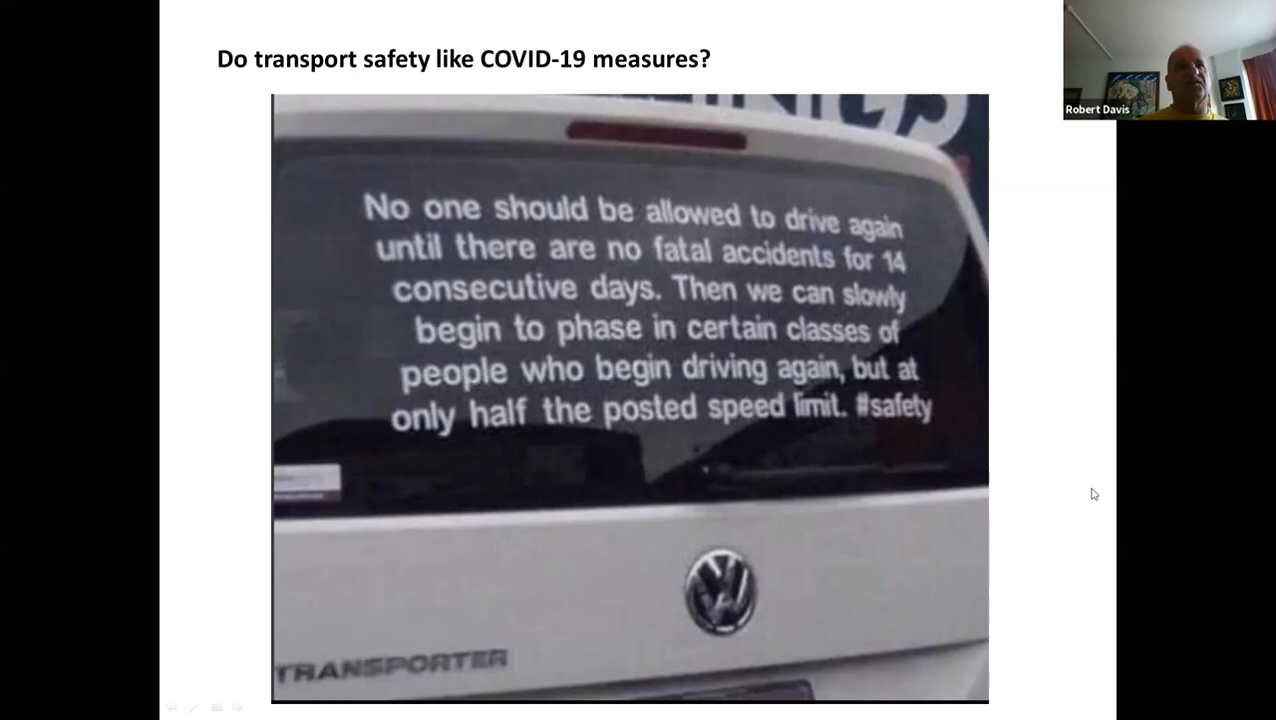 Do transport safety like COVID-19 measures?
Robert Davis
No one should be allowed to drive again
until there are no fatal accidents for 14
consecutive days. Then we can slowly
begin to phase in certain classes of
people who begin driving again, but at
only half the posted speed limit. #safety
TRANSPORTER